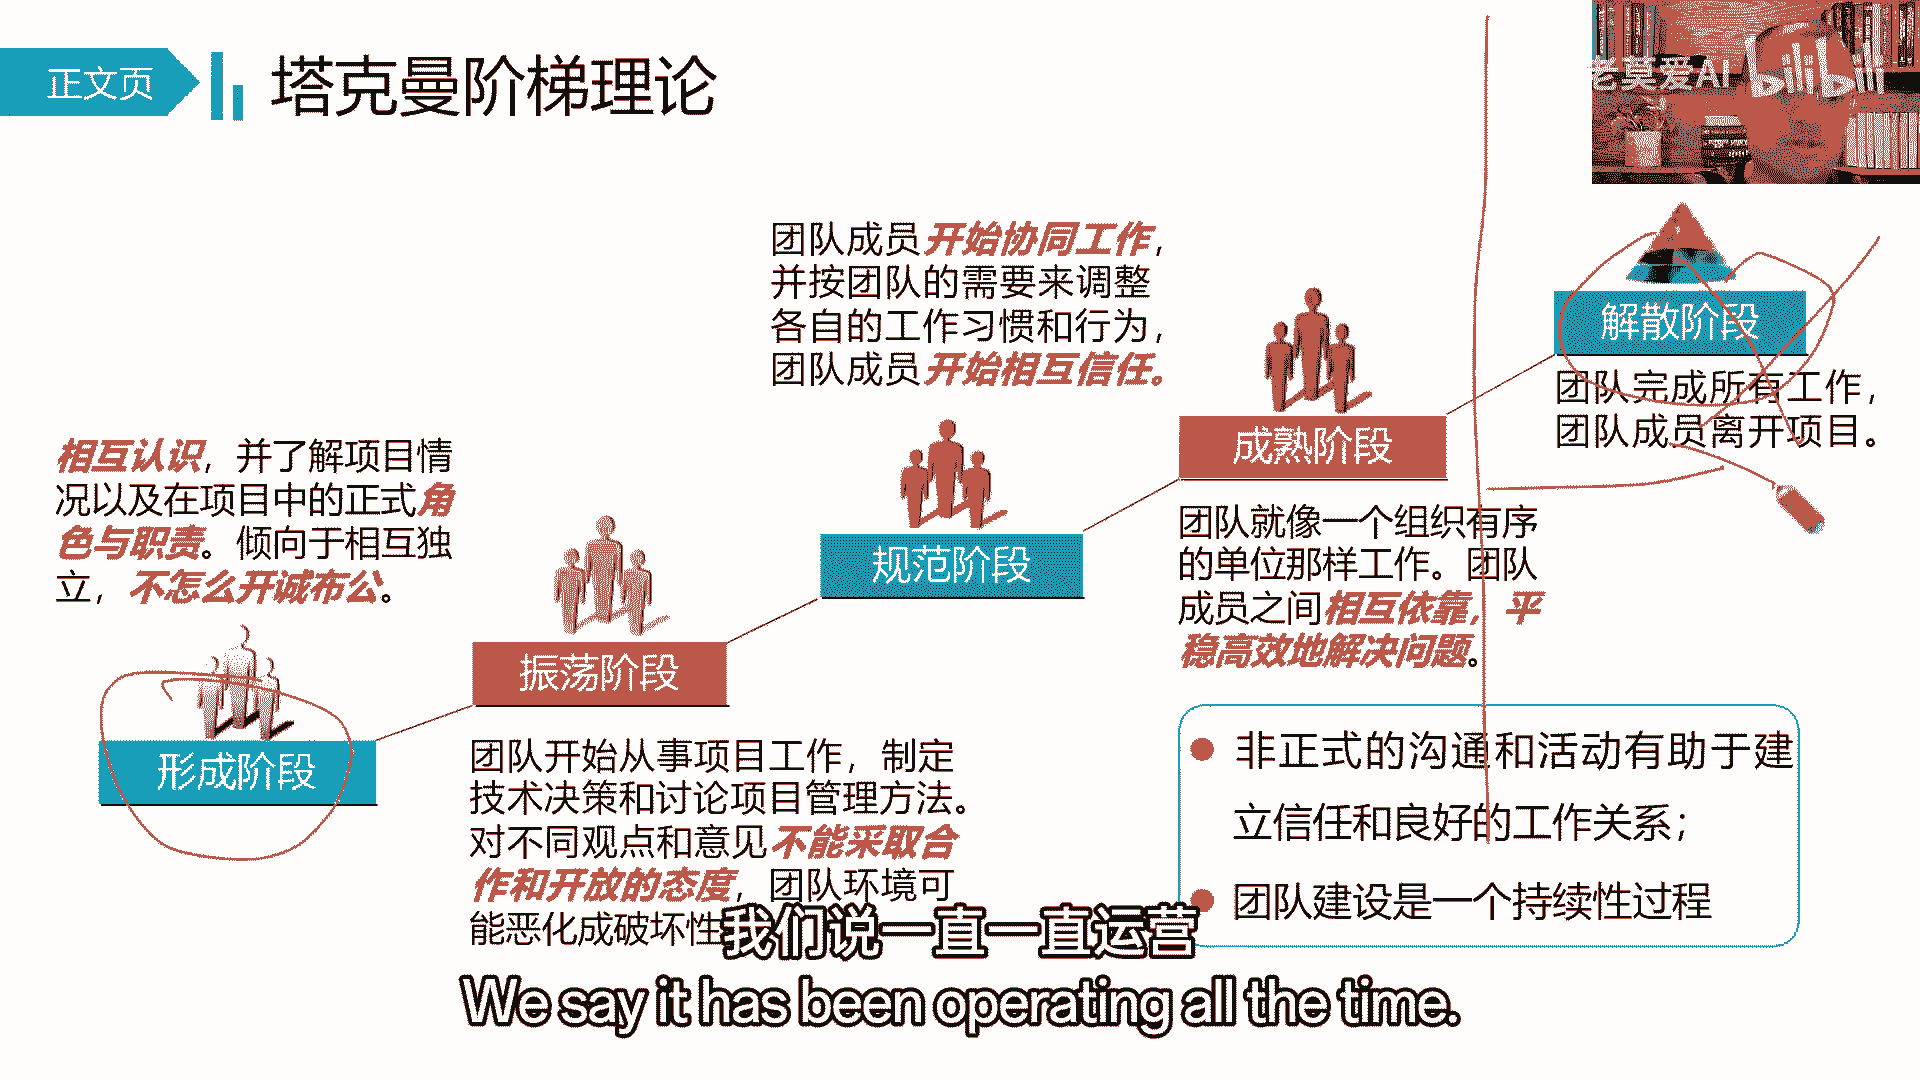 正文页
塔克曼阶梯理论
老莫爱AI
bilibili
团队成员开始协同工作，
并按团队的需要来调整
各自的工作习惯和行为，
团队成员开始相互信任。
解散阶段
团队完成所有工作，
团队成员离开项目。
成熟阶段
相互认识，并了解项目情
况以及在项目中的正式角
色与职责。倾向于相互独
立，不怎么开诚布公。
规范阶段
团队就像一个组织有序
的单位那样工作。团队
成员之间相互依靠，平
稳高效地解决问题。
振荡阶段
形成阶段
团队开始从事项目工作，制定
技术决策和讨论项目管理方法。
对不同观点和意见不能采取合
作和开放的态度，团队环境可
能恶化成破坏性
非正式的沟通和活动有助于建
立信任和良好的工作关系；
团队建设是一个持续性过程
我们说一直一直运营
We say it has been operating all the time.